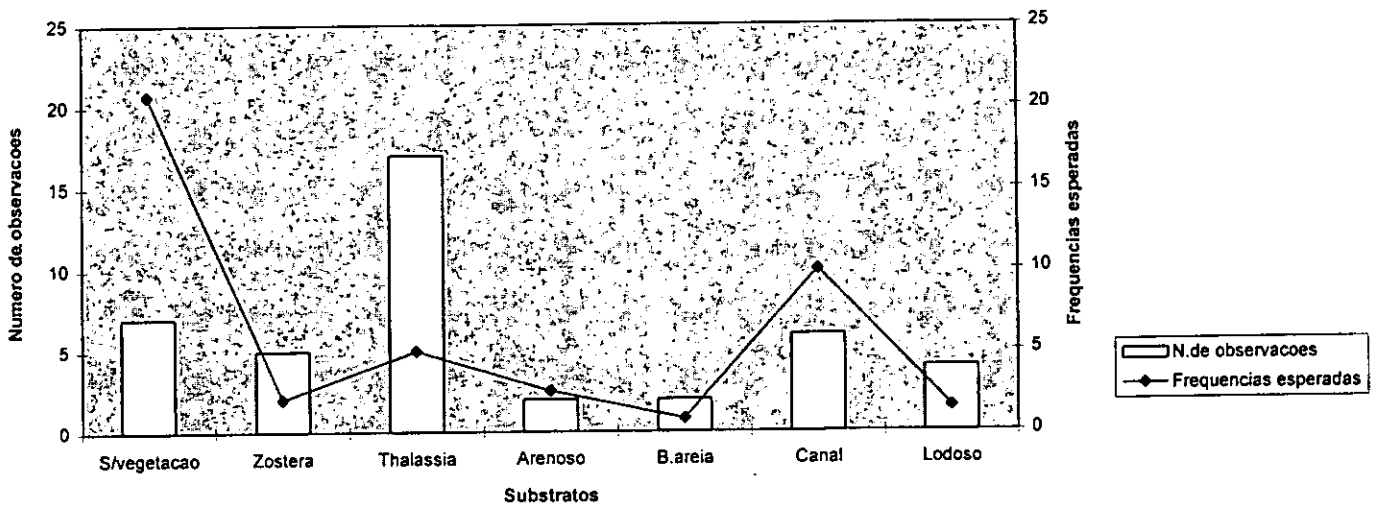 25
20
15
10
5
0
Numero da observacoes
25
20
15
10
5
0
Frequencias esperadas
S/vegetacao Zostera Thalassia Arenoso B.areia Canal Lodoso
Substratos
N.de observacoes
Frequencias esperadas